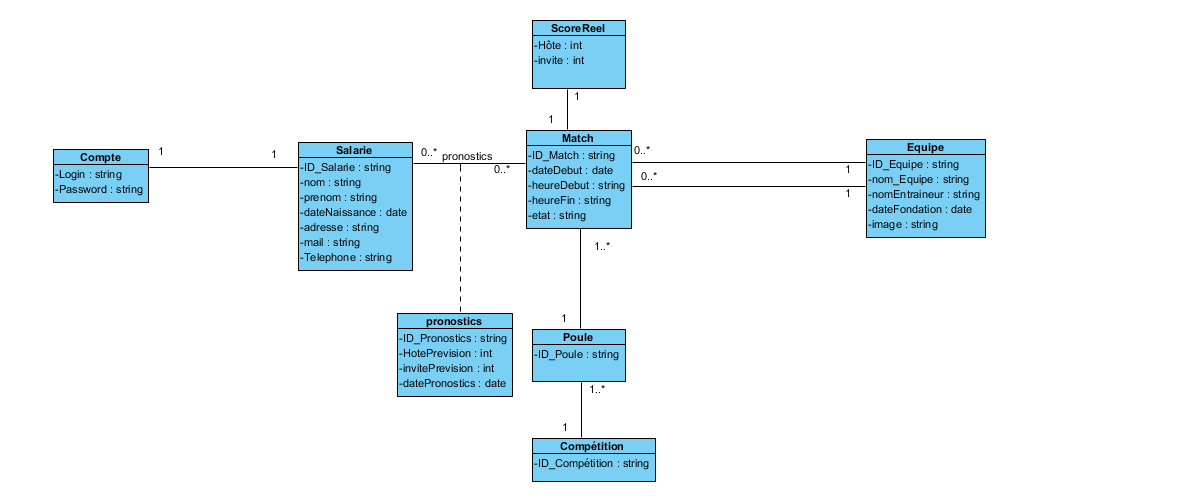 ScoreReel
-Hôte : int
-invite : int
1
1
Compte
-Login : string
-Password : string
1
1
Salarie
-ID_Salarie : string
-nom : string
-prenom : string
-dateNaissance : date
-adresse : string
-mail : string
-Telephone : string
0..*
pronostics
0..*
Match
-ID_Match : string
-dateDebut : date
-heureDebut : string
-heureFin : string
-etat : string
0..*
1
0..*
1
Equipe
-ID_Equipe : string
-nom_Equipe : string
-nomEntraineur : string
-dateFondation : date
-image : string
1..*
1
pronostics
-ID_Pronostics : string
-HotePrevision : int
-invitePrevision : int
-datePronostics : date
Poule
-ID_Poule : string
1..*
1
Compétition
-ID_Compétition : string